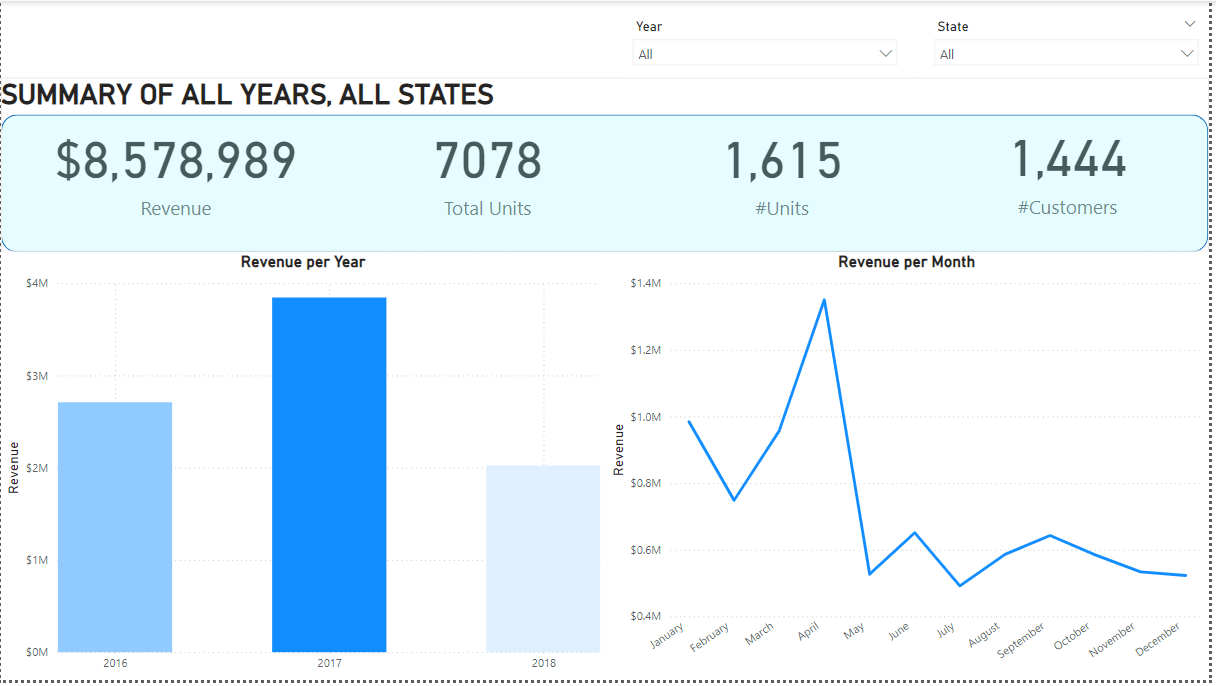 Year
State
All
All
SUMMARY OF ALL YEARS, ALL STATES
$8,578,989
Revenue
7078
Total Units
1,615
#Units
1,444
#Customers
Revenue per Year
Revenue
$4M
$3M
$2M
$1M
$0M
2016
2017
2018
Revenue per Month
Revenue
$1.4M
$1.2M
$1.0M
$0.8M
$0.6M
$0.4M
January
February
March
April
May
June
July
August
September
October
November
December